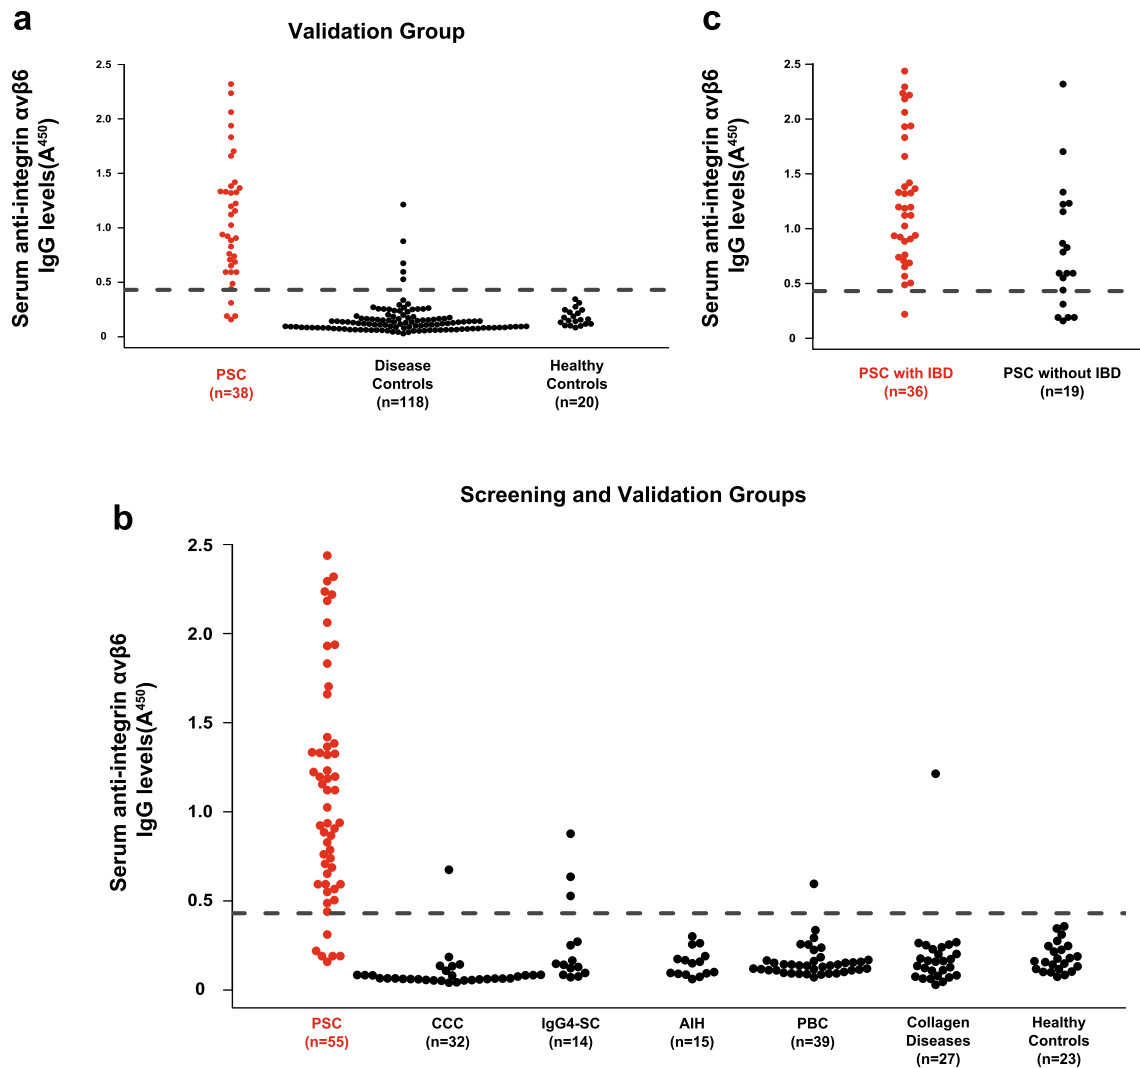 a
Validation Group
Serum anti-integrin αvβ6
IgG levels(A450)
2.5
2.0
1.5
1.0
0.5
0
PSC
(n=38)
Disease
Controls
(n=118)
Healthy
Controls
(n=20)
c
Serum anti-integrin αvβ6
IgG levels(A450)
2.5
2.0
1.5
1.0
0.5
0
PSC with IBD
(n=36)
PSC without IBD
(n=19)
b
Screening and Validation Groups
Serum anti-integrin αvβ6
IgG levels(A450)
2.5
2.0
1.5
1.0
0.5
0
PSC
(n=55)
CCC
(n=32)
IgG4-SC
(n=14)
AIH
(n=15)
PBC
(n=39)
Collagen
Diseases
(n=27)
Healthy
Controls
(n=23)